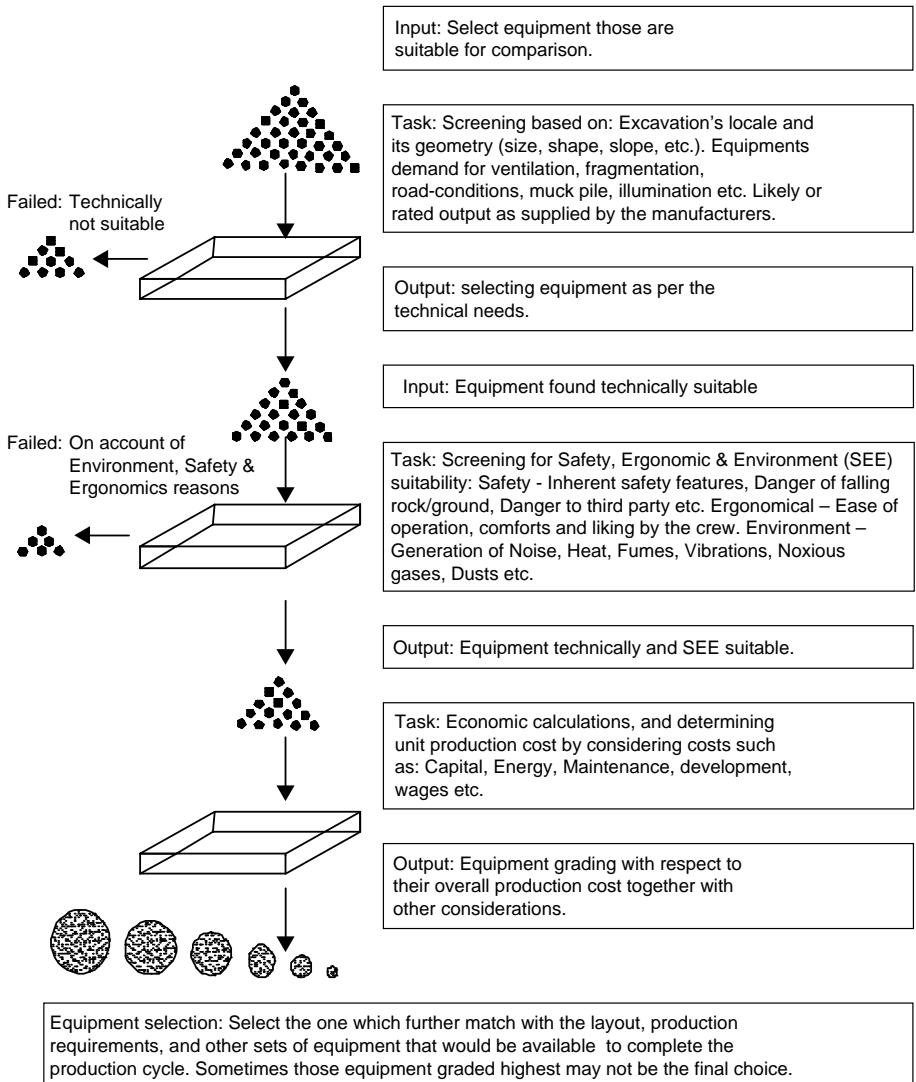 Input: Select equipment those are
suitable for comparison.
Task: Screening based on: Excavation's locale and
its geometry (size, shape, slope, etc.). Equipments
demand for ventilation, fragmentation,
road-conditions, muck pile, illumination etc. Likely or
rated output as supplied by the manufacturers.
Failed: Technically
not suitable
Output: selecting equipment as per the
technical needs.
Input: Equipment found technically suitable
Failed: On account of
Environment, Safety &
Ergonomics reasons
Task: Screening for Safety, Ergonomic & Environment (SEE)
suitability: Safety - Inherent safety features, Danger of falling
rock/ground, Danger to third party etc. Ergonomical – Ease of
operation, comforts and liking by the crew. Environment –
Generation of Noise, Heat, Fumes, Vibrations, Noxious
gases, Dusts etc.
Output: Equipment technically and SEE suitable.
Task: Economic calculations, and determining
unit production cost by considering costs such
as: Capital, Energy, Maintenance, development,
wages etc.
Output: Equipment grading with respect to
their overall production cost together with
other considerations.
Equipment selection: Select the one which further match with the layout, production
requirements, and other sets of equipment that would be available to complete the
production cycle. Sometimes those equipment graded highest may not be the final choice.